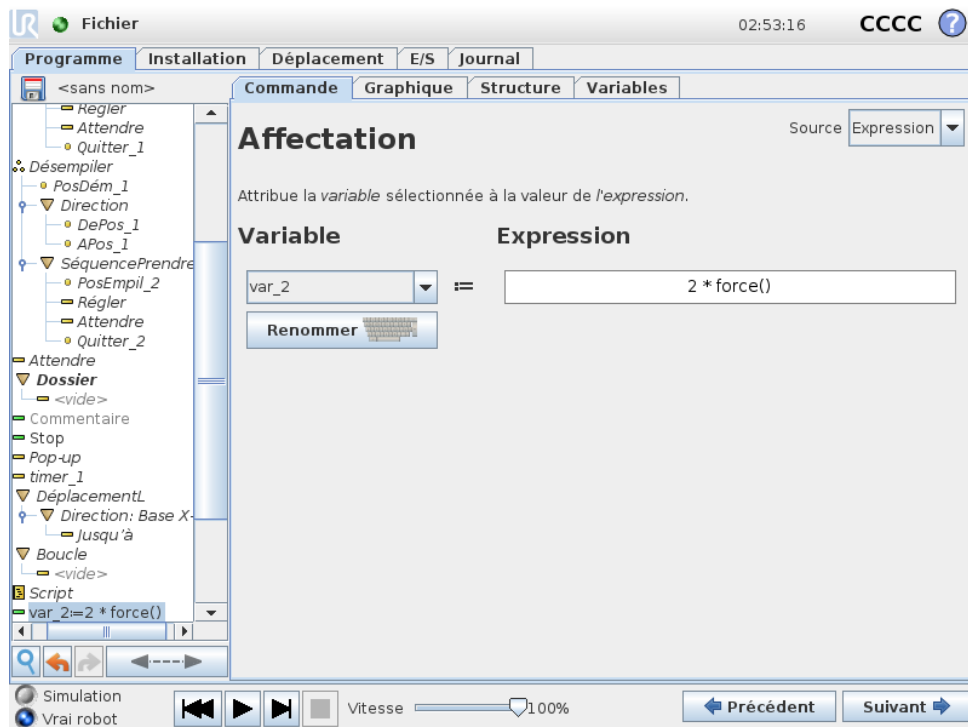 UR Fichier 02:53:16 CCCC ?
Programme Installation Déplacement E/S Journal
<sans nom>
Commande Graphique Structure Variables
Régler
Attendre
Quitter_1
Désempiler
PosDém_1
Direction
DePos_1
APos_1
SéquencePrendre
PosEmpil_2
Régler
Attendre
Quitter_2
Attendre
Dossier
<vide>
Commentaire
Stop
Pop-up
timer_1
DéplacementL
Direction: Base X-
Jusqu'à
Boucle
<vide>
Script
var_2:=2 * force()
Affectation
Source Expression
Attribue la variable sélectionnée à la valeur de l'expression.
Variable Expression
var_2 := 2 * force()
Renommer
Simulation
Vrai robot
Vitesse 100%
Précédent Suivant